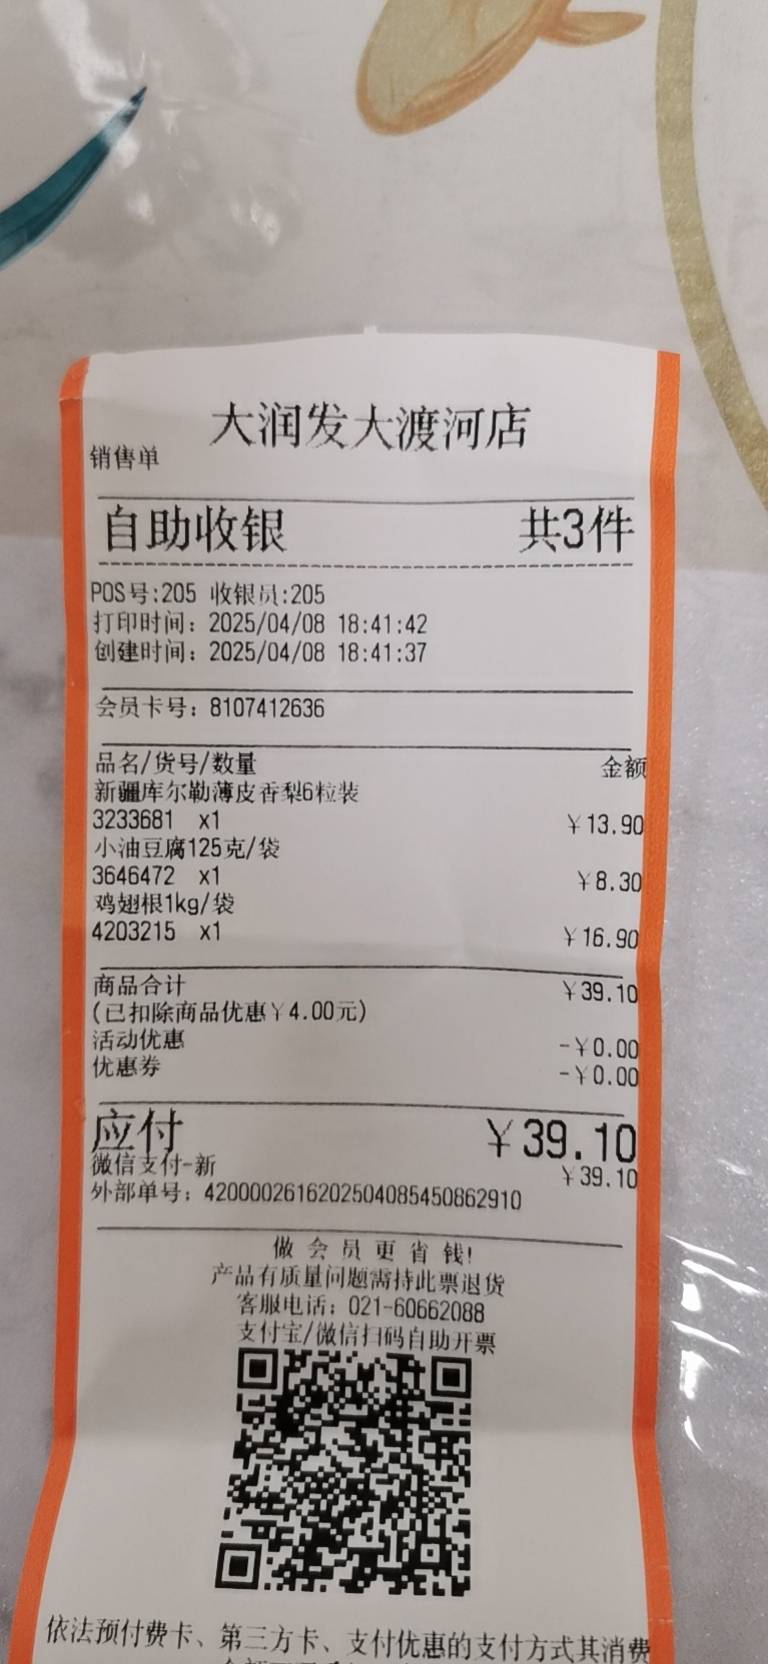 大润发大渡河店
销售单
自助收银 共3件
POS号:205 收银员:205
打印时间: 2025/04/08 18:41:42
创建时间: 2025/04/08 18:41:37
会员卡号: 8107412636
品名/货号/数量 金额
新疆库尔勒薄皮香梨6粒装
3233681 x1 ￥13.90
小油豆腐125克/袋
3646472 x1 ￥8.30
鸡翅根1kg/袋
4203215 x1 ￥16.90
商品合计 ￥39.10
(已扣除商品优惠￥4.00元)
活动优惠 -￥0.00
优惠券 -￥0.00
应付 ￥39.10
微信支付-新 ￥39.10
外部单号: 4200002616202504085450862910
做会员更省钱!
产品有质量问题需持此票退货
客服电话: 021-60662088
支付宝/微信扫码自助开票
依法预付费卡、第三方卡、支付优惠的支付方式其消费